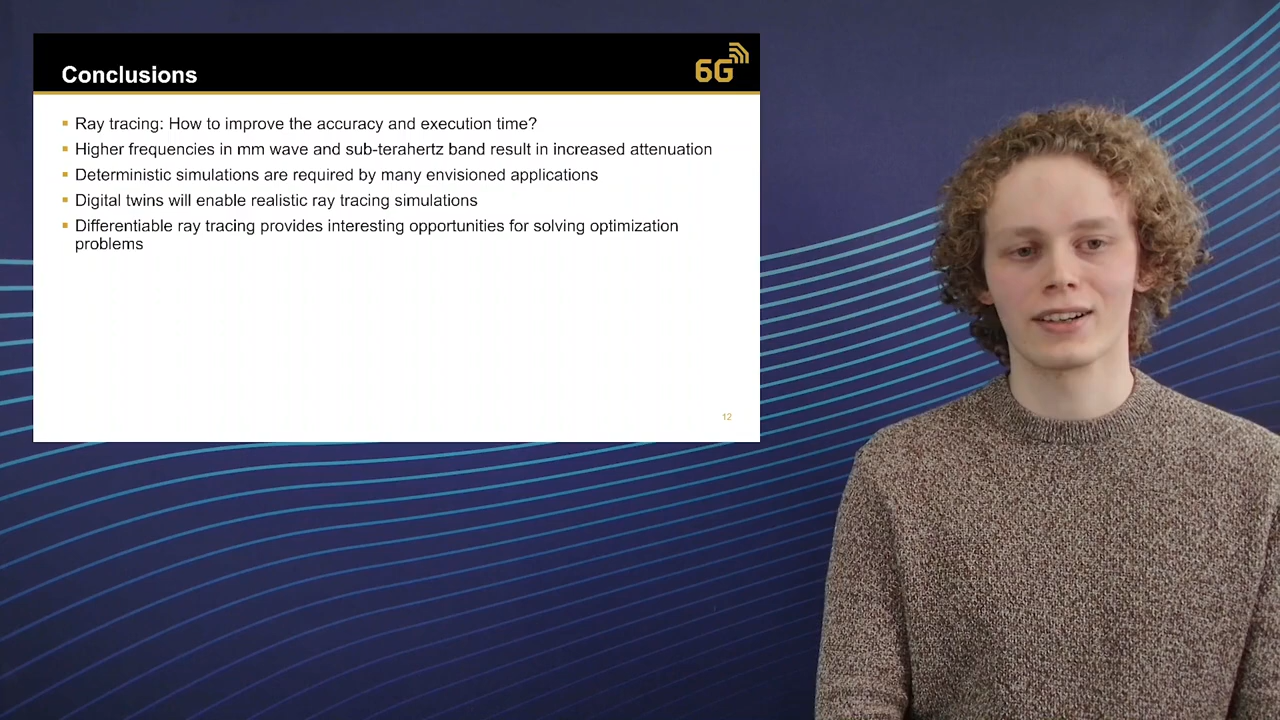 Conclusions
6G
Ray tracing: How to improve the accuracy and execution time?
Higher frequencies in mm wave and sub-terahertz band result in increased attenuation
Deterministic simulations are required by many envisioned applications
Digital twins will enable realistic ray tracing simulations
Differentiable ray tracing provides interesting opportunities for solving optimization
problems
12